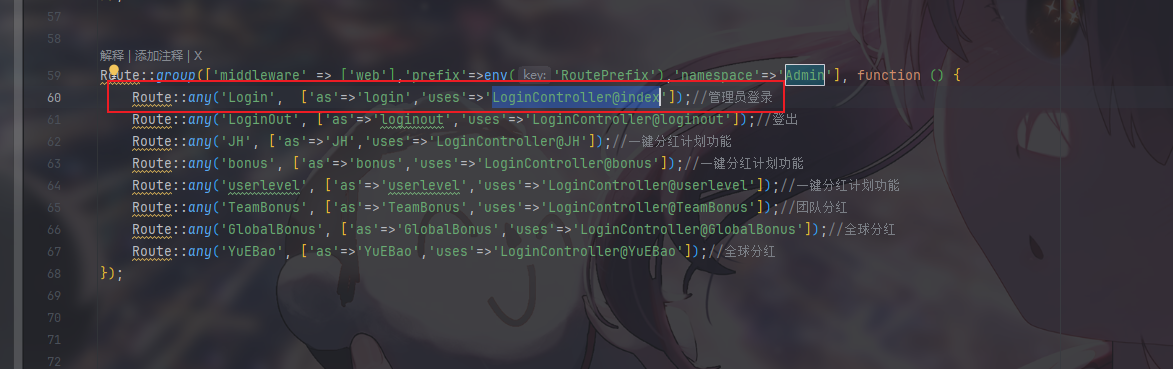 57
58
解释 | 添加注释 | X
59 Route::group(['middleware' => ['web'],'prefix'=>env( key: 'RoutePrefix'),'namespace'=>'Admin'], function () {
60 Route::any('Login', ['as'=>'login','uses'=>'LoginController@index']);//管理员登录
61 Route::any('LoginOut', ['as'=>'loginout','uses'=>'LoginController@loginout']);//登出
62 Route::any('JH', ['as'=>'JH','uses'=>'LoginController@JH']);//一键分红计划功能
63 Route::any('bonus', ['as'=>'bonus','uses'=>'LoginController@bonus']);//一键分红计划功能
64 Route::any('userlevel', ['as'=>'userlevel','uses'=>'LoginController@userlevel']);//一键分红计划功能
65 Route::any('TeamBonus', ['as'=>'TeamBonus','uses'=>'LoginController@TeamBonus']);//团队分红
66 Route::any('GlobalBonus', ['as'=>'GlobalBonus','uses'=>'LoginController@GlobalBonus']);//全球分红
67 Route::any('YuEBao', ['as'=>'YuEBao','uses'=>'LoginController@YuEBao']);//全球分红
68 });
69
70
71
72